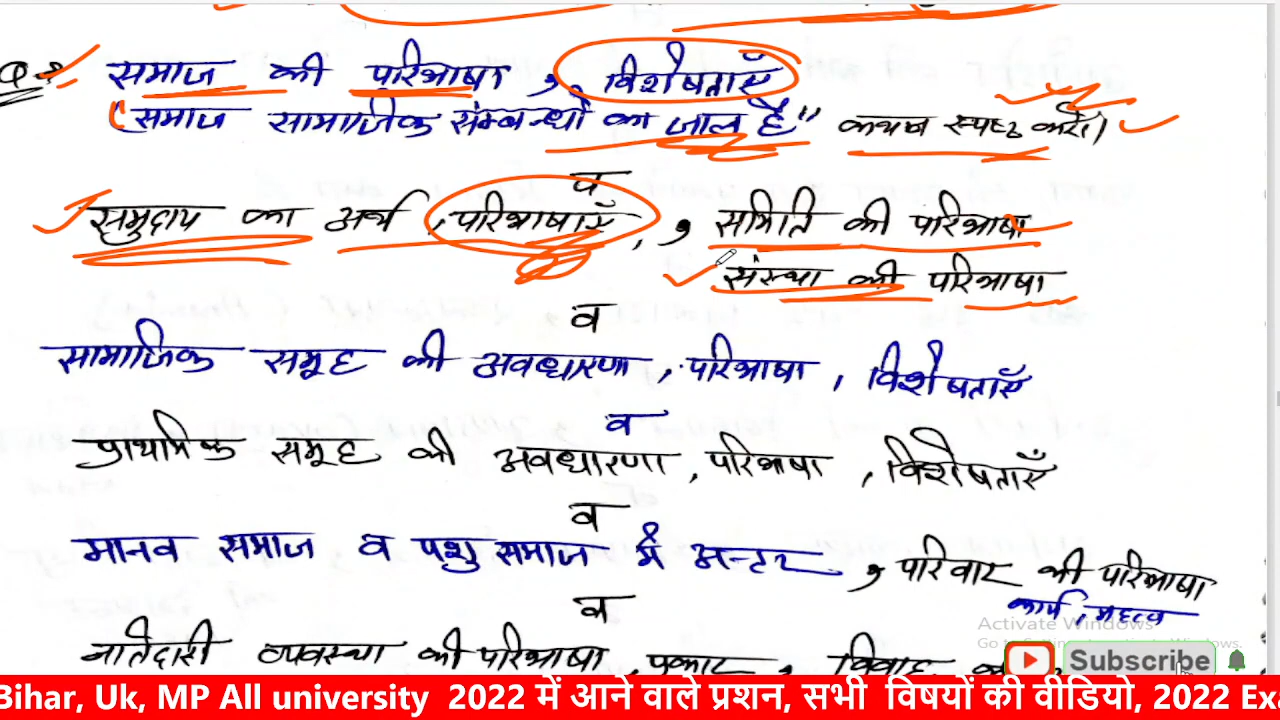 समाज की परिभाषा, विशेषताएँ
"समाज सामाजिक संम्बन्धों का जाल है" कथन स्पष्ट करें।
व
समुदाय का अर्थ, परिभाषाएँ, समिति की परिभाषा
संस्था की परिभाषा
व
सामाजिक समूह की अवधारणा, परिभाषा, विशेषताएँ
व
प्राथमिक समूह की अवधारणा, परिभाषा, विशेषताएँ
व
मानव समाज व पशु समाज में अन्तर, परिवार की परिभाषा
कार्य, महत्व
व
नातेदारी व्यवस्था की परिभाषा, प्रकार, विवाह
Activate Windows
Subscribe
Bihar, Uk, MP All university 2022 में आने वाले प्रशन, सभी विषयों की वीडियो, 2022 Ex.